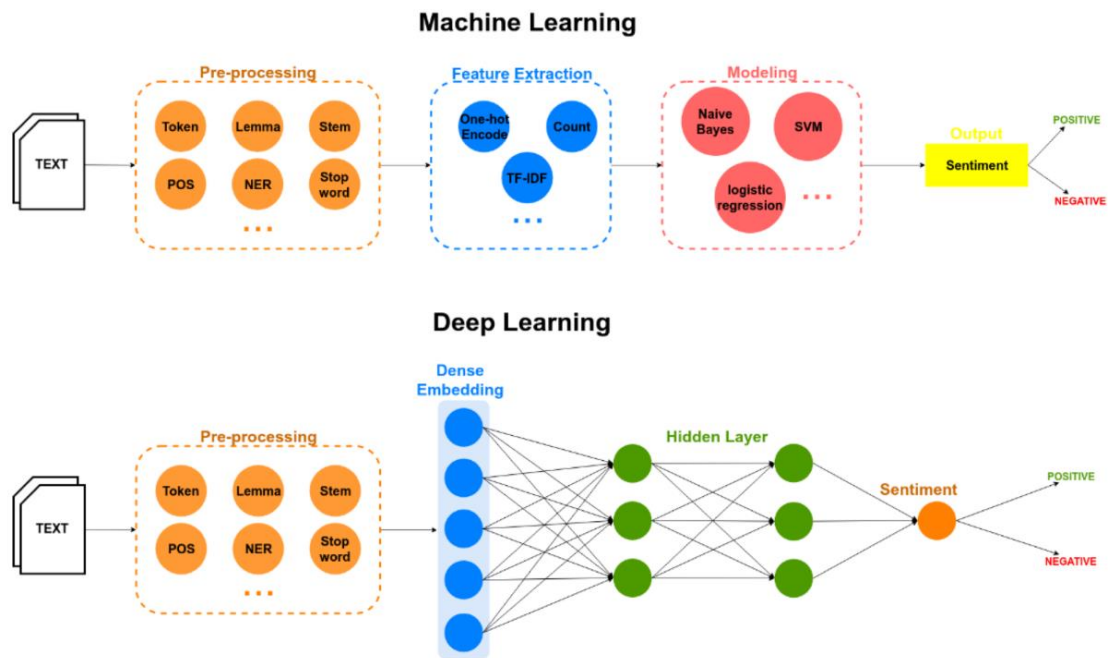 Machine Learning
Pre-processing
Feature Extraction
Modeling
TEXT
Token
Lemma
Stem
POS
NER
Stop
word
...
One-hot
Encode
Count
TF-IDF
...
Naive
Bayes
SVM
logistic
regression
...
Output
Sentiment
POSITIVE
NEGATIVE
Deep Learning
Dense
Embedding
Pre-processing
Hidden Layer
TEXT
Token
Lemma
Stem
POS
NER
Stop
word
...
Sentiment
POSITIVE
NEGATIVE